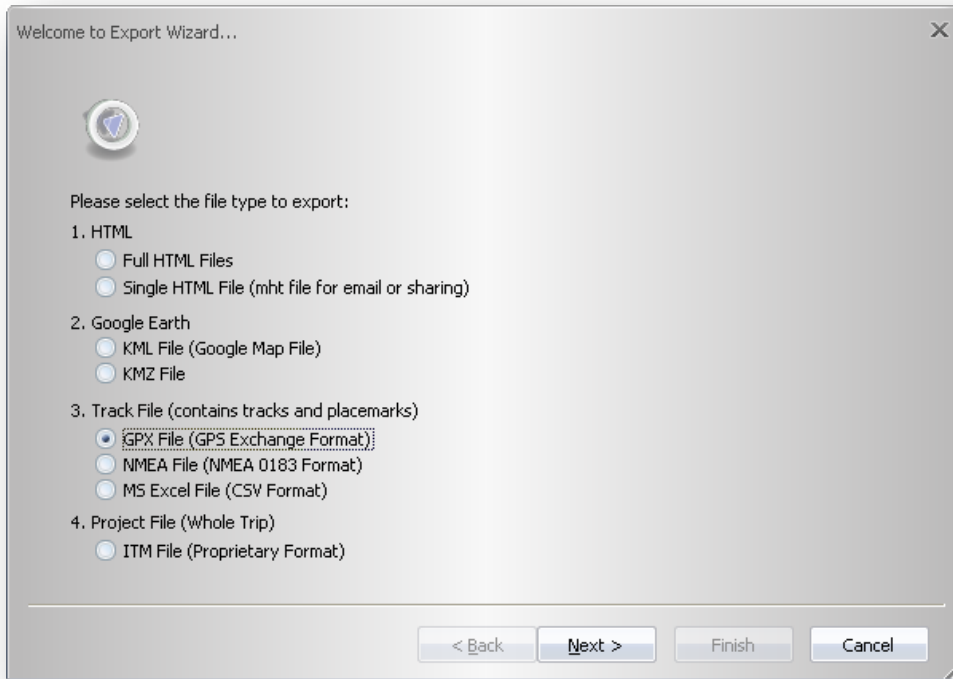 Welcome to Export Wizard...
Please select the file type to export:
1. HTML
Full HTML Files
Single HTML File (mht file for email or sharing)
2. Google Earth
KML File (Google Map File)
KMZ File
3. Track File (contains tracks and placemarks)
GPX File (GPS Exchange Format)
NMEA File (NMEA 0183 Format)
MS Excel File (CSV Format)
4. Project File (Whole Trip)
ITM File (Proprietary Format)
< Back Next > Finish Cancel